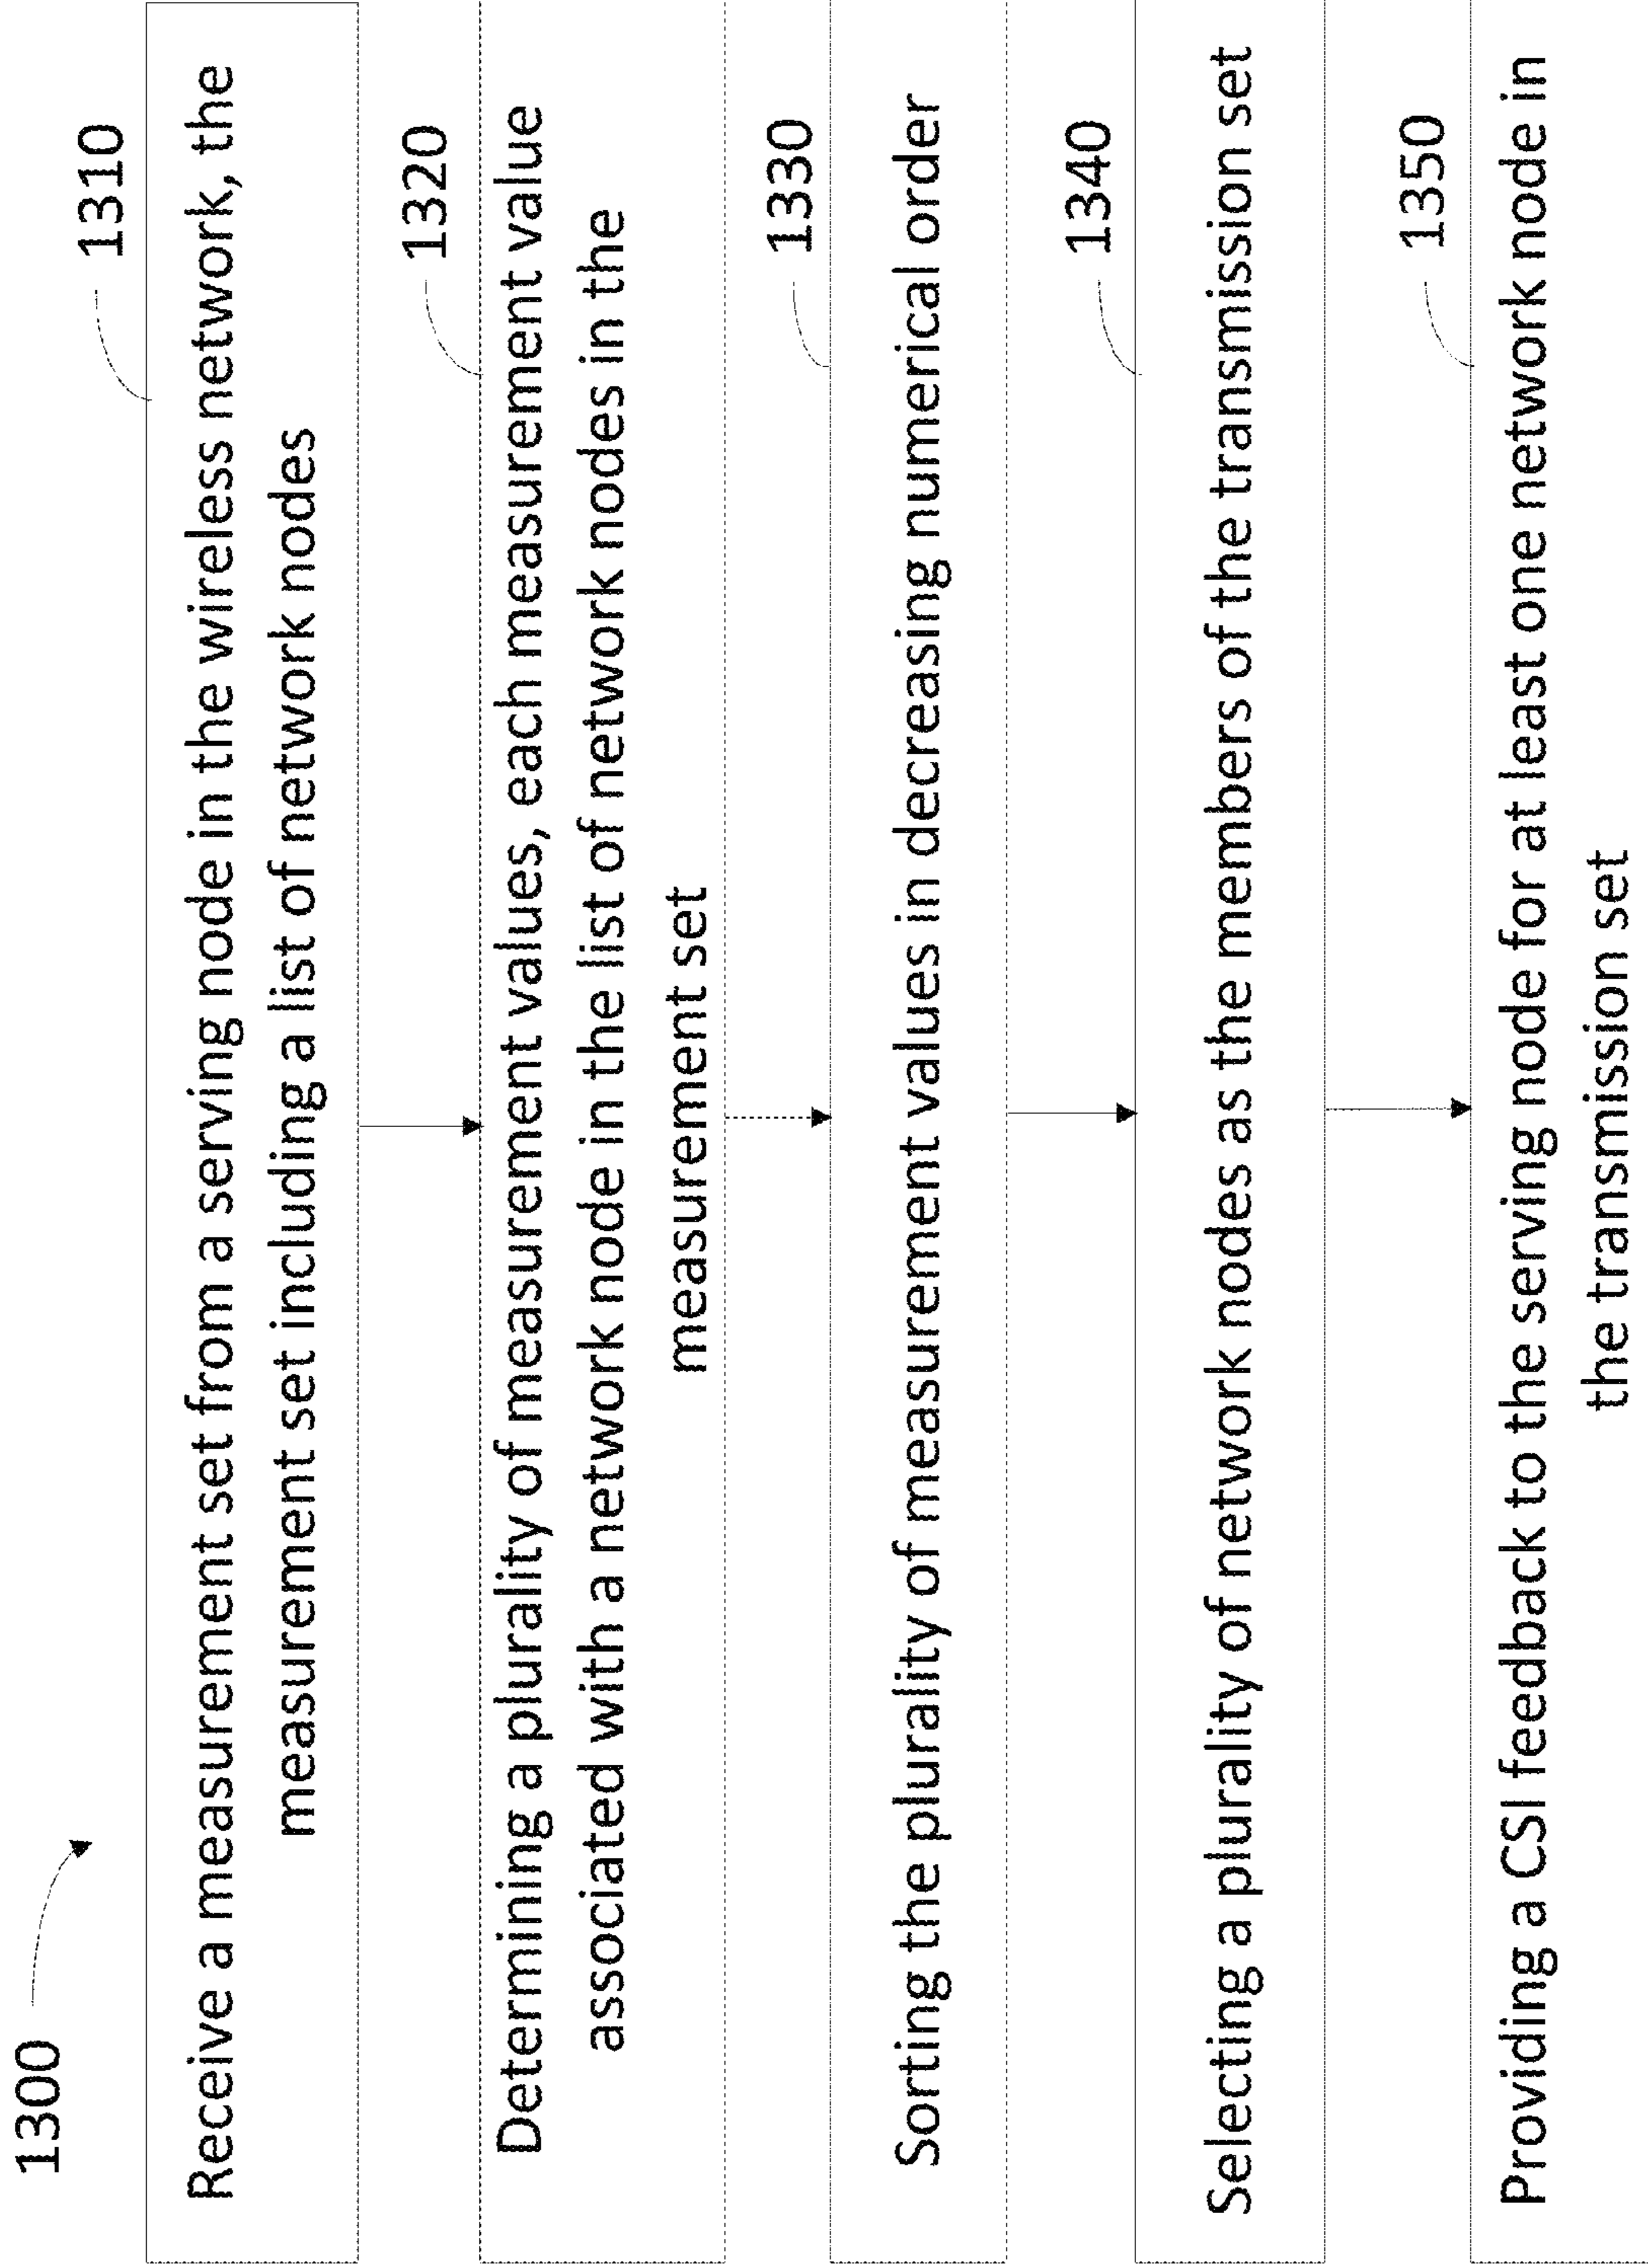 1300
1310
Receive a measurement set from a serving node in the wireless network, the
measurement set including a list of network nodes
1320
Determining a plurality of measurement values, each measurement value
associated with a network node in the list of network nodes in the
measurement set
1330
Sorting the plurality of measurement values in decreasing numerical order
1340
Selecting a plurality of network nodes as the members of the transmission set
1350
Providing a CSI feedback to the serving node for at least one network node in
the transmission set